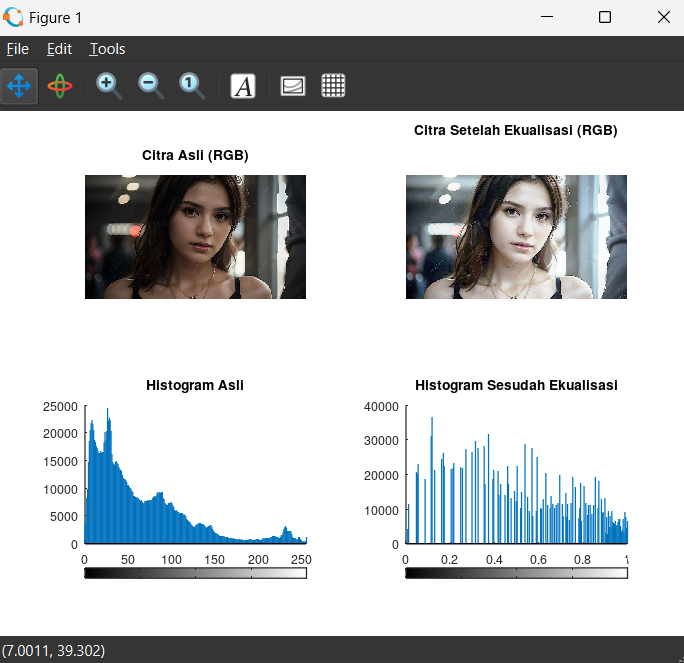 Figure 1
File Edit Tools
1 A
Citra Asli (RGB)
Citra Setelah Ekualisasi (RGB)
Histogram Asli
25000
20000
15000
10000
5000
0
0 50 100 150 200 250
Histogram Sesudah Ekualisasi
40000
30000
20000
10000
0
0 0.2 0.4 0.6 0.8 1
(7.0011, 39.302)